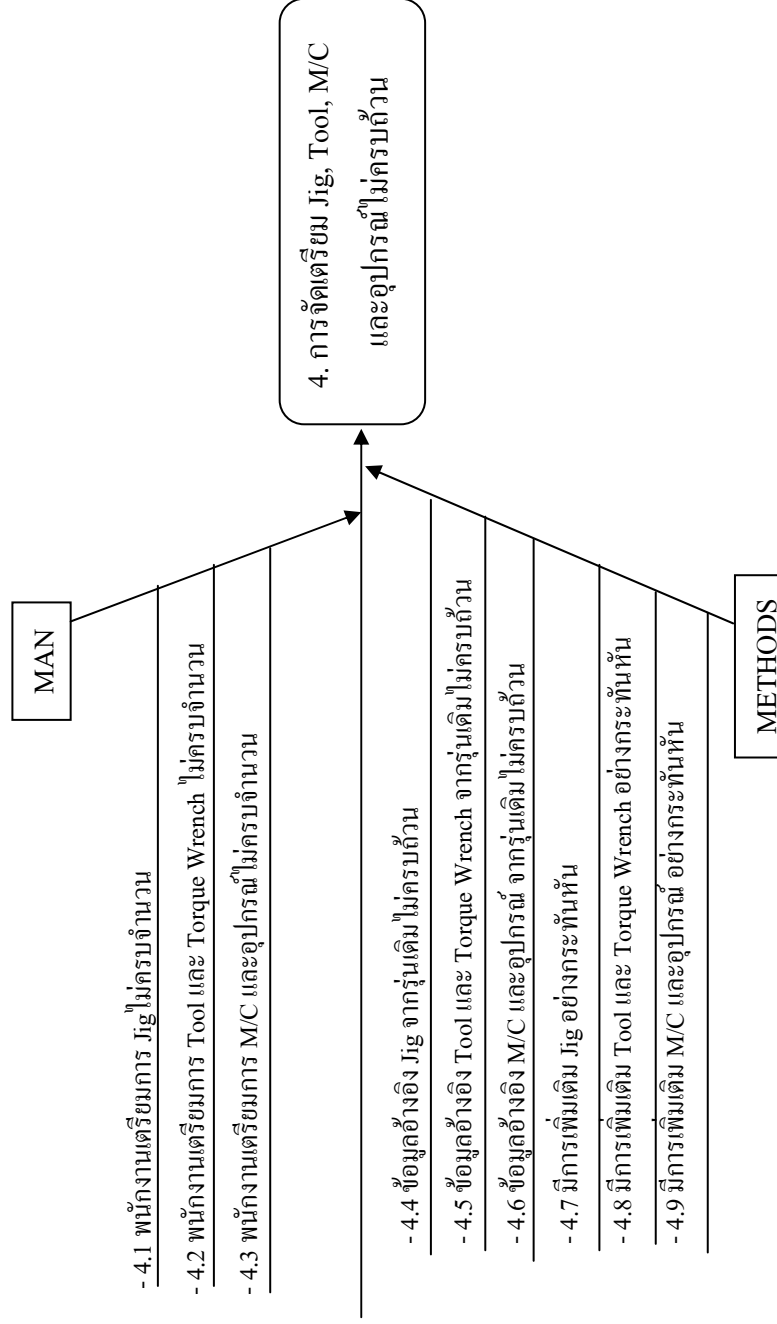 MAN
- 4.1 พนักงานเตรียมการ Jig ไม่ครบจำนวน
- 4.2 พนักงานเตรียมการ Tool และ Torque Wrench ไม่ครบจำนวน
- 4.3 พนักงานเตรียมการ M/C และอุปกรณ์ไม่ครบจำนวน
4. การจัดเตรียม Jig, Tool, M/C
และอุปกรณ์ไม่ครบถ้วน
- 4.4 ข้อมูลอ้างอิง Jig จากรุ่นเดิมไม่ครบถ้วน
- 4.5 ข้อมูลอ้างอิง Tool และ Torque Wrench จากรุ่นเดิมไม่ครบถ้วน
- 4.6 ข้อมูลอ้างอิง M/C และอุปกรณ์ จากรุ่นเดิมไม่ครบถ้วน
- 4.7 มีการเพิ่มเติม Jig อย่างกระทันหัน
- 4.8 มีการเพิ่มเติม Tool และ Torque Wrench อย่างกระทันหัน
- 4.9 มีการเพิ่มเติม M/C และอุปกรณ์ อย่างกระทันหัน
METHODS